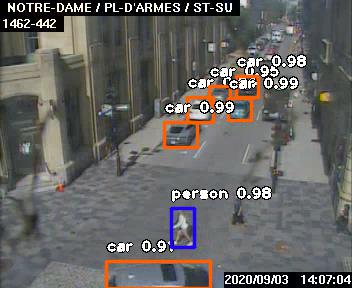 NOTRE-DAME / PL-D'ARMES / ST-SU
1462-442
car 0.98
car 0.95
car 0.99
car 0.99
person 0.98
car 0.91
2020/09/03 14:07:04